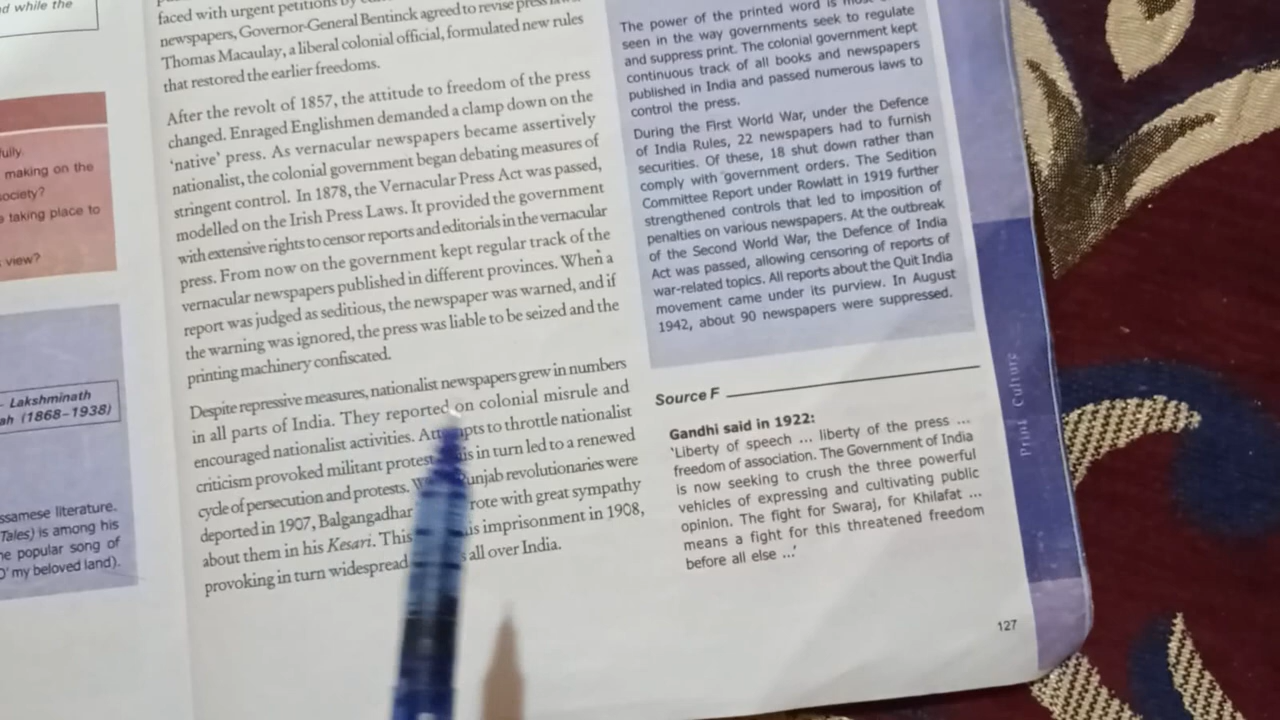 d while the
fully.
making on the
society?
taking place to
view?
- Lakshminath
ah (1868–1938)
ssamese literature.
Tales) is among his
e popular song of
O' my beloved land).
faced with urgent petitions by
newspapers, Governor-General Bentinck agreed to revise press
Thomas Macaulay, a liberal colonial official, formulated new rules
that restored the earlier freedoms.
After the revolt of 1857, the attitude to freedom of the press
changed. Enraged Englishmen demanded a clamp down on the
'native' press. As vernacular newspapers became assertively
nationalist, the colonial government began debating measures of
stringent control. In 1878, the Vernacular Press Act was passed,
modelled on the Irish Press Laws. It provided the government
with extensive rights to censor reports and editorials in the vernacular
press. From now on the government kept regular track of the
vernacular newspapers published in different provinces. When a
report was judged as seditious, the newspaper was warned, and if
the warning was ignored, the press was liable to be seized and the
printing machinery confiscated.
Despite repressive measures, nationalist newspapers grew in numbers
in all parts of India. They reported on colonial misrule and
encouraged nationalist activities. Attempts to throttle nationalist
criticism provoked militant protest. This in turn led to a renewed
cycle of persecution and protests. Punjab revolutionaries were
deported in 1907, Balgangadhar wrote with great sympathy
about them in his Kesari. This his imprisonment in 1908,
provoking in turn widespread all over India.
The power of the printed word is most
seen in the way governments seek to regulate
and suppress print. The colonial government kept
continuous track of all books and newspapers
published in India and passed numerous laws to
control the press.
During the First World War, under the Defence
of India Rules, 22 newspapers had to furnish
securities. Of these, 18 shut down rather than
comply with government orders. The Sedition
Committee Report under Rowlatt in 1919 further
strengthened controls that led to imposition of
penalties on various newspapers. At the outbreak
of the Second World War, the Defence of India
Act was passed, allowing censoring of reports of
war-related topics. All reports about the Quit India
movement came under its purview. In August
1942, about 90 newspapers were suppressed.
Source F
Gandhi said in 1922:
'Liberty of speech ... liberty of the press ...
freedom of association. The Government of India
is now seeking to crush the three powerful
vehicles of expressing and cultivating public
opinion. The fight for Swaraj, for Khilafat ...
means a fight for this threatened freedom
before all else ...'
Print Culture
127